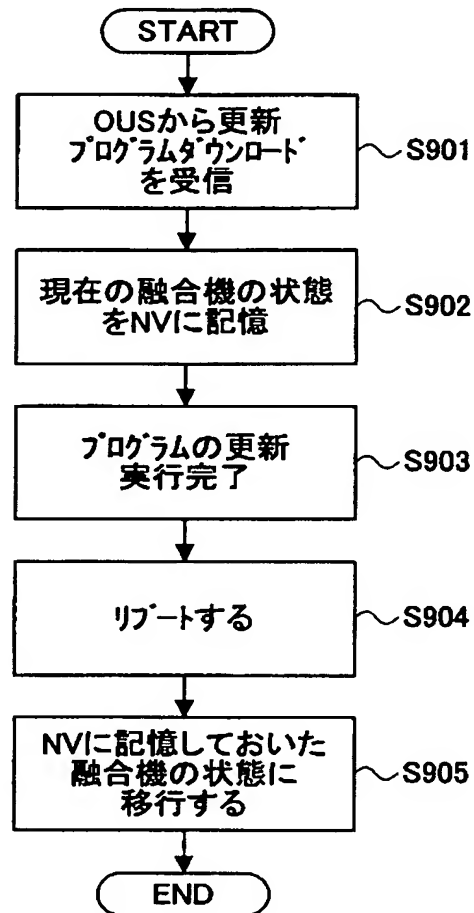 START
OUSから更新
プログラムダウンロード
を受信
S901
現在の融合機の状態
をNVに記憶
S902
プログラムの更新
実行完了
S903
リブートする
S904
NVに記憶しておいた
融合機の状態に
移行する
S905
END